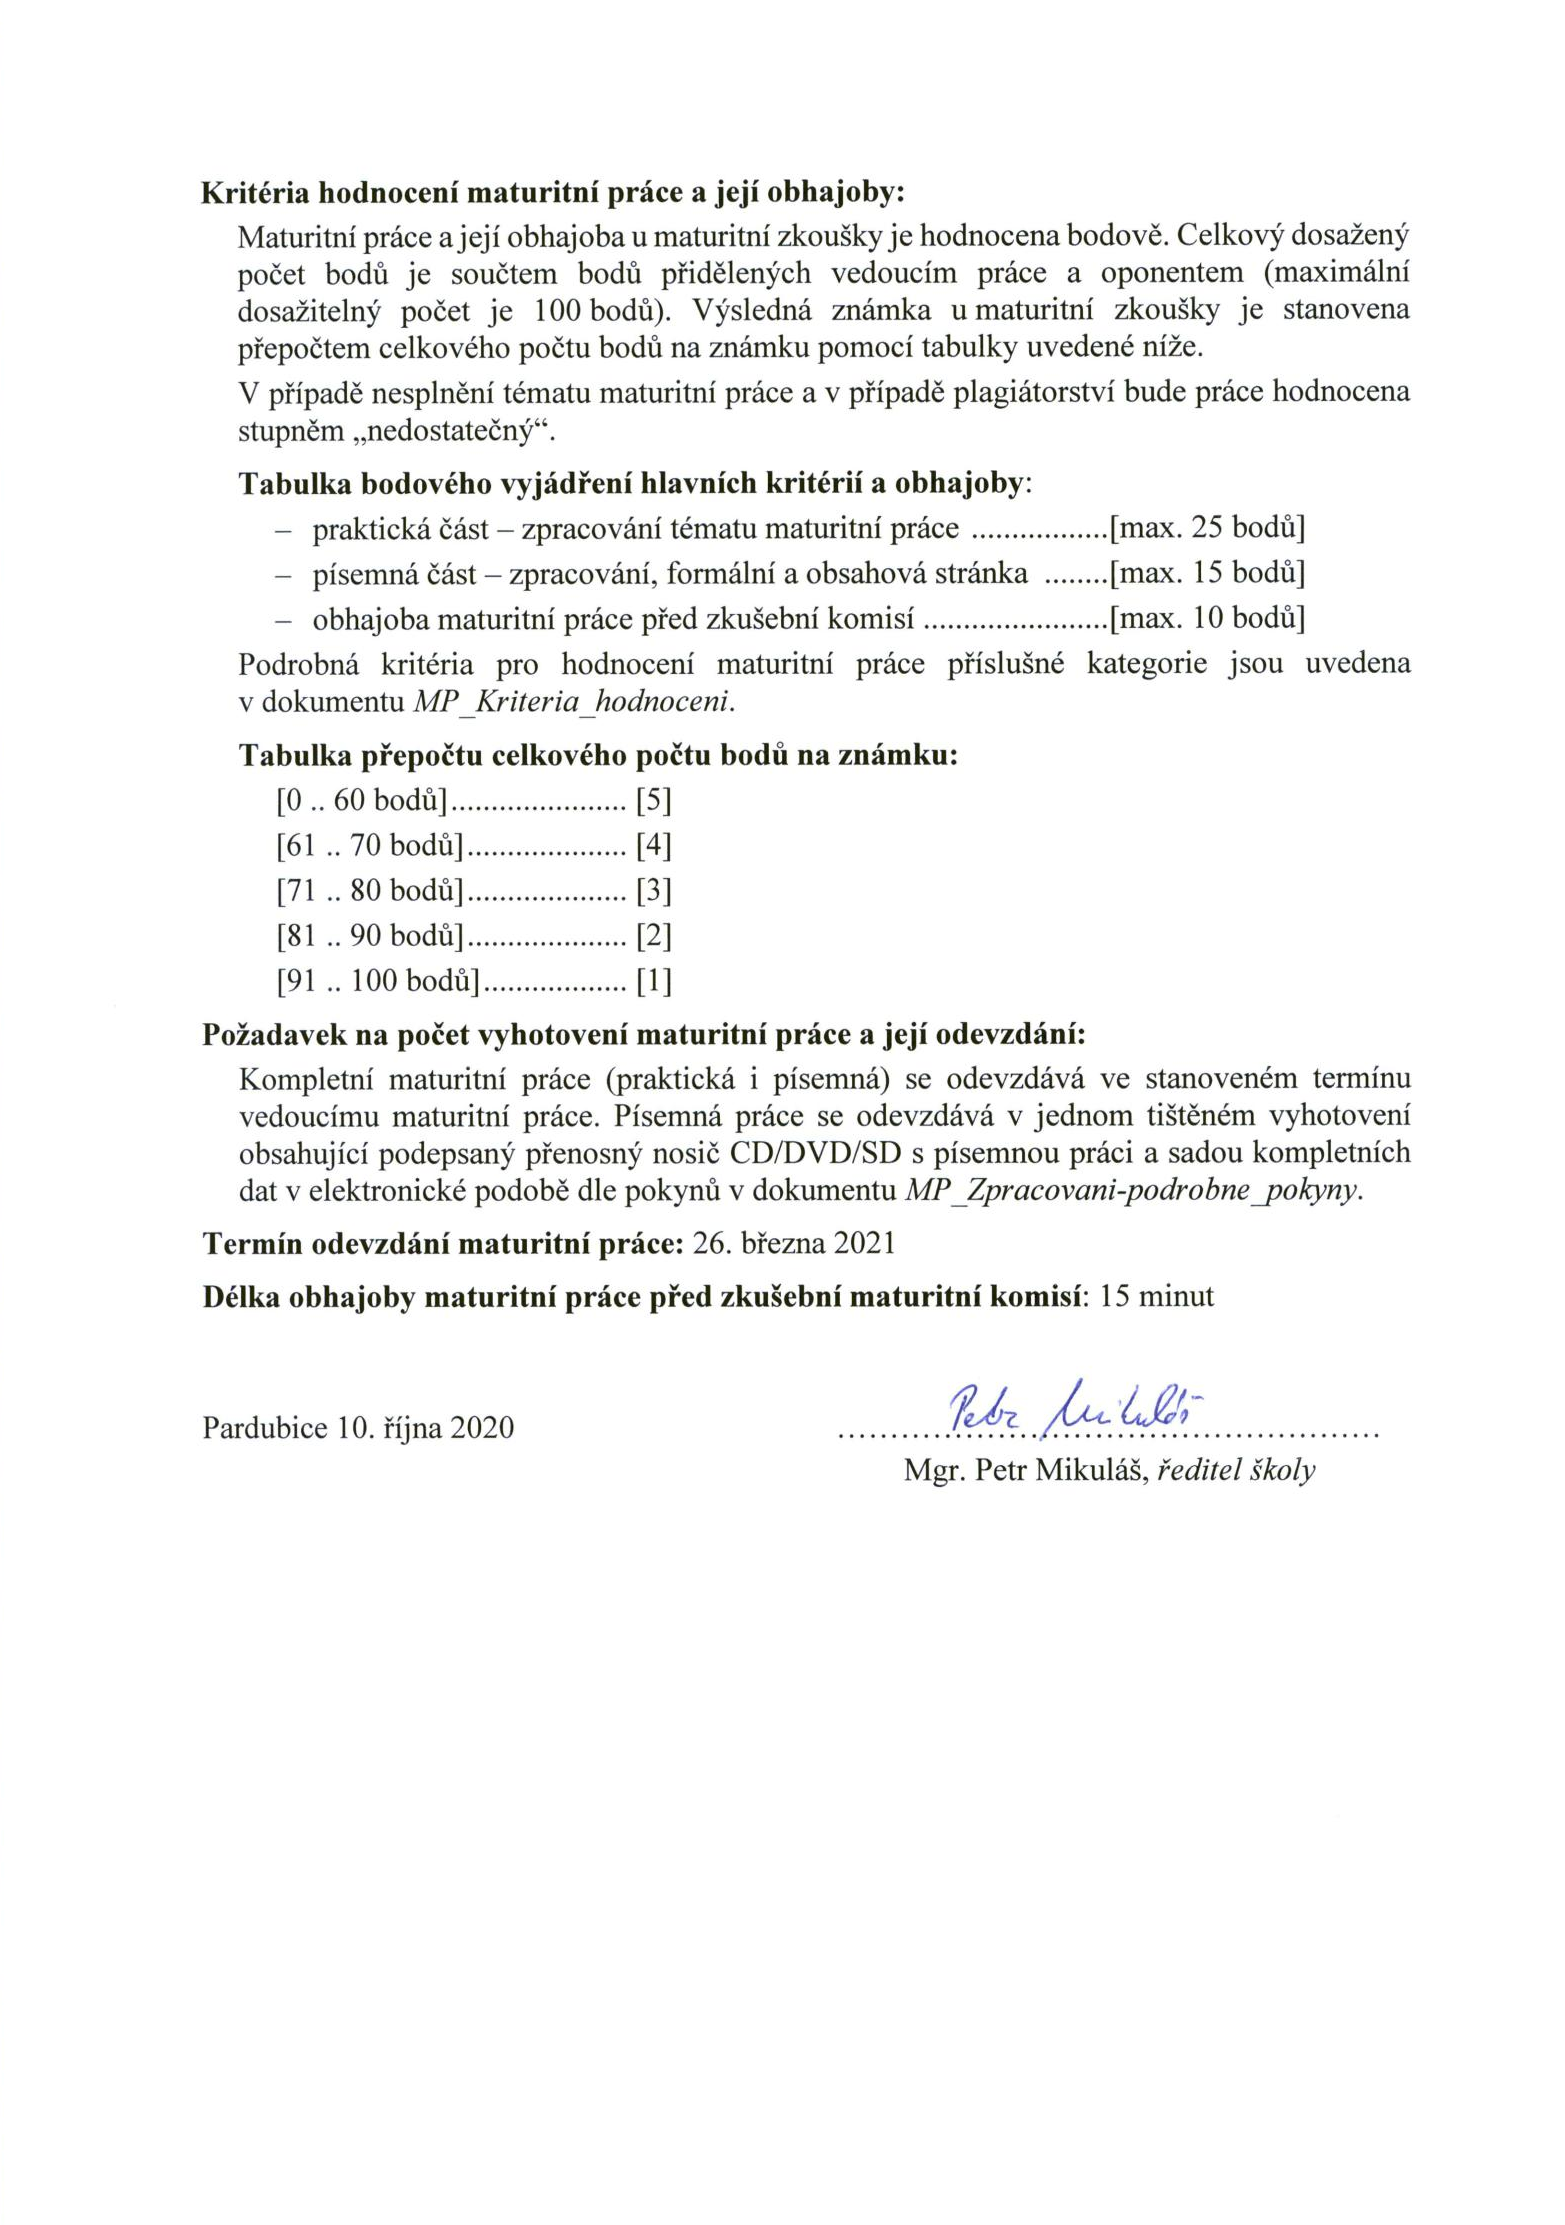 Kritéria hodnocení maturitní práce a její obhajoby:
Maturitní práce a její obhajoba u maturitní zkoušky je hodnocena bodově. Celkový dosažený
počet bodů je součtem bodů přidělených vedoucím práce a oponentem (maximální
dosažitelný počet je 100 bodů). Výsledná známka u maturitní zkoušky je stanovena
přepočtem celkového počtu bodů na známku pomocí tabulky uvedené níže.
V případě nesplnění tématu maturitní práce a v případě plagiátorství bude práce hodnocena
stupněm „nedostatečný“.
Tabulka bodového vyjádření hlavních kritérií a obhajoby:
– praktická část – zpracování tématu maturitní práce .................[max. 25 bodů]
– písemná část – zpracování, formální a obsahová stránka ........[max. 15 bodů]
– obhajoba maturitní práce před zkušební komisí .......................[max. 10 bodů]
Podrobná kritéria pro hodnocení maturitní práce příslušné kategorie jsou uvedena
v dokumentu MP_Kriteria_hodnoceni.
Tabulka přepočtu celkového počtu bodů na známku:
[0 .. 60 bodů]...................... [5]
[61 .. 70 bodů].................... [4]
[71 .. 80 bodů].................... [3]
[81 .. 90 bodů].................... [2]
[91 .. 100 bodů].................. [1]
Požadavek na počet vyhotovení maturitní práce a její odevzdání:
Kompletní maturitní práce (praktická i písemná) se odevzdává ve stanoveném termínu
vedoucímu maturitní práce. Písemná práce se odevzdává v jednom tištěném vyhotovení
obsahující podepsaný přenosný nosič CD/DVD/SD s písemnou práci a sadou kompletních
dat v elektronické podobě dle pokynů v dokumentu MP_Zpracovani-podrobne_pokyny.
Termín odevzdání maturitní práce: 26. března 2021
Délka obhajoby maturitní práce před zkušební maturitní komisí: 15 minut
Petr Mikuláš
Pardubice 10. října 2020 ..............................................................
Mgr. Petr Mikuláš, ředitel školy